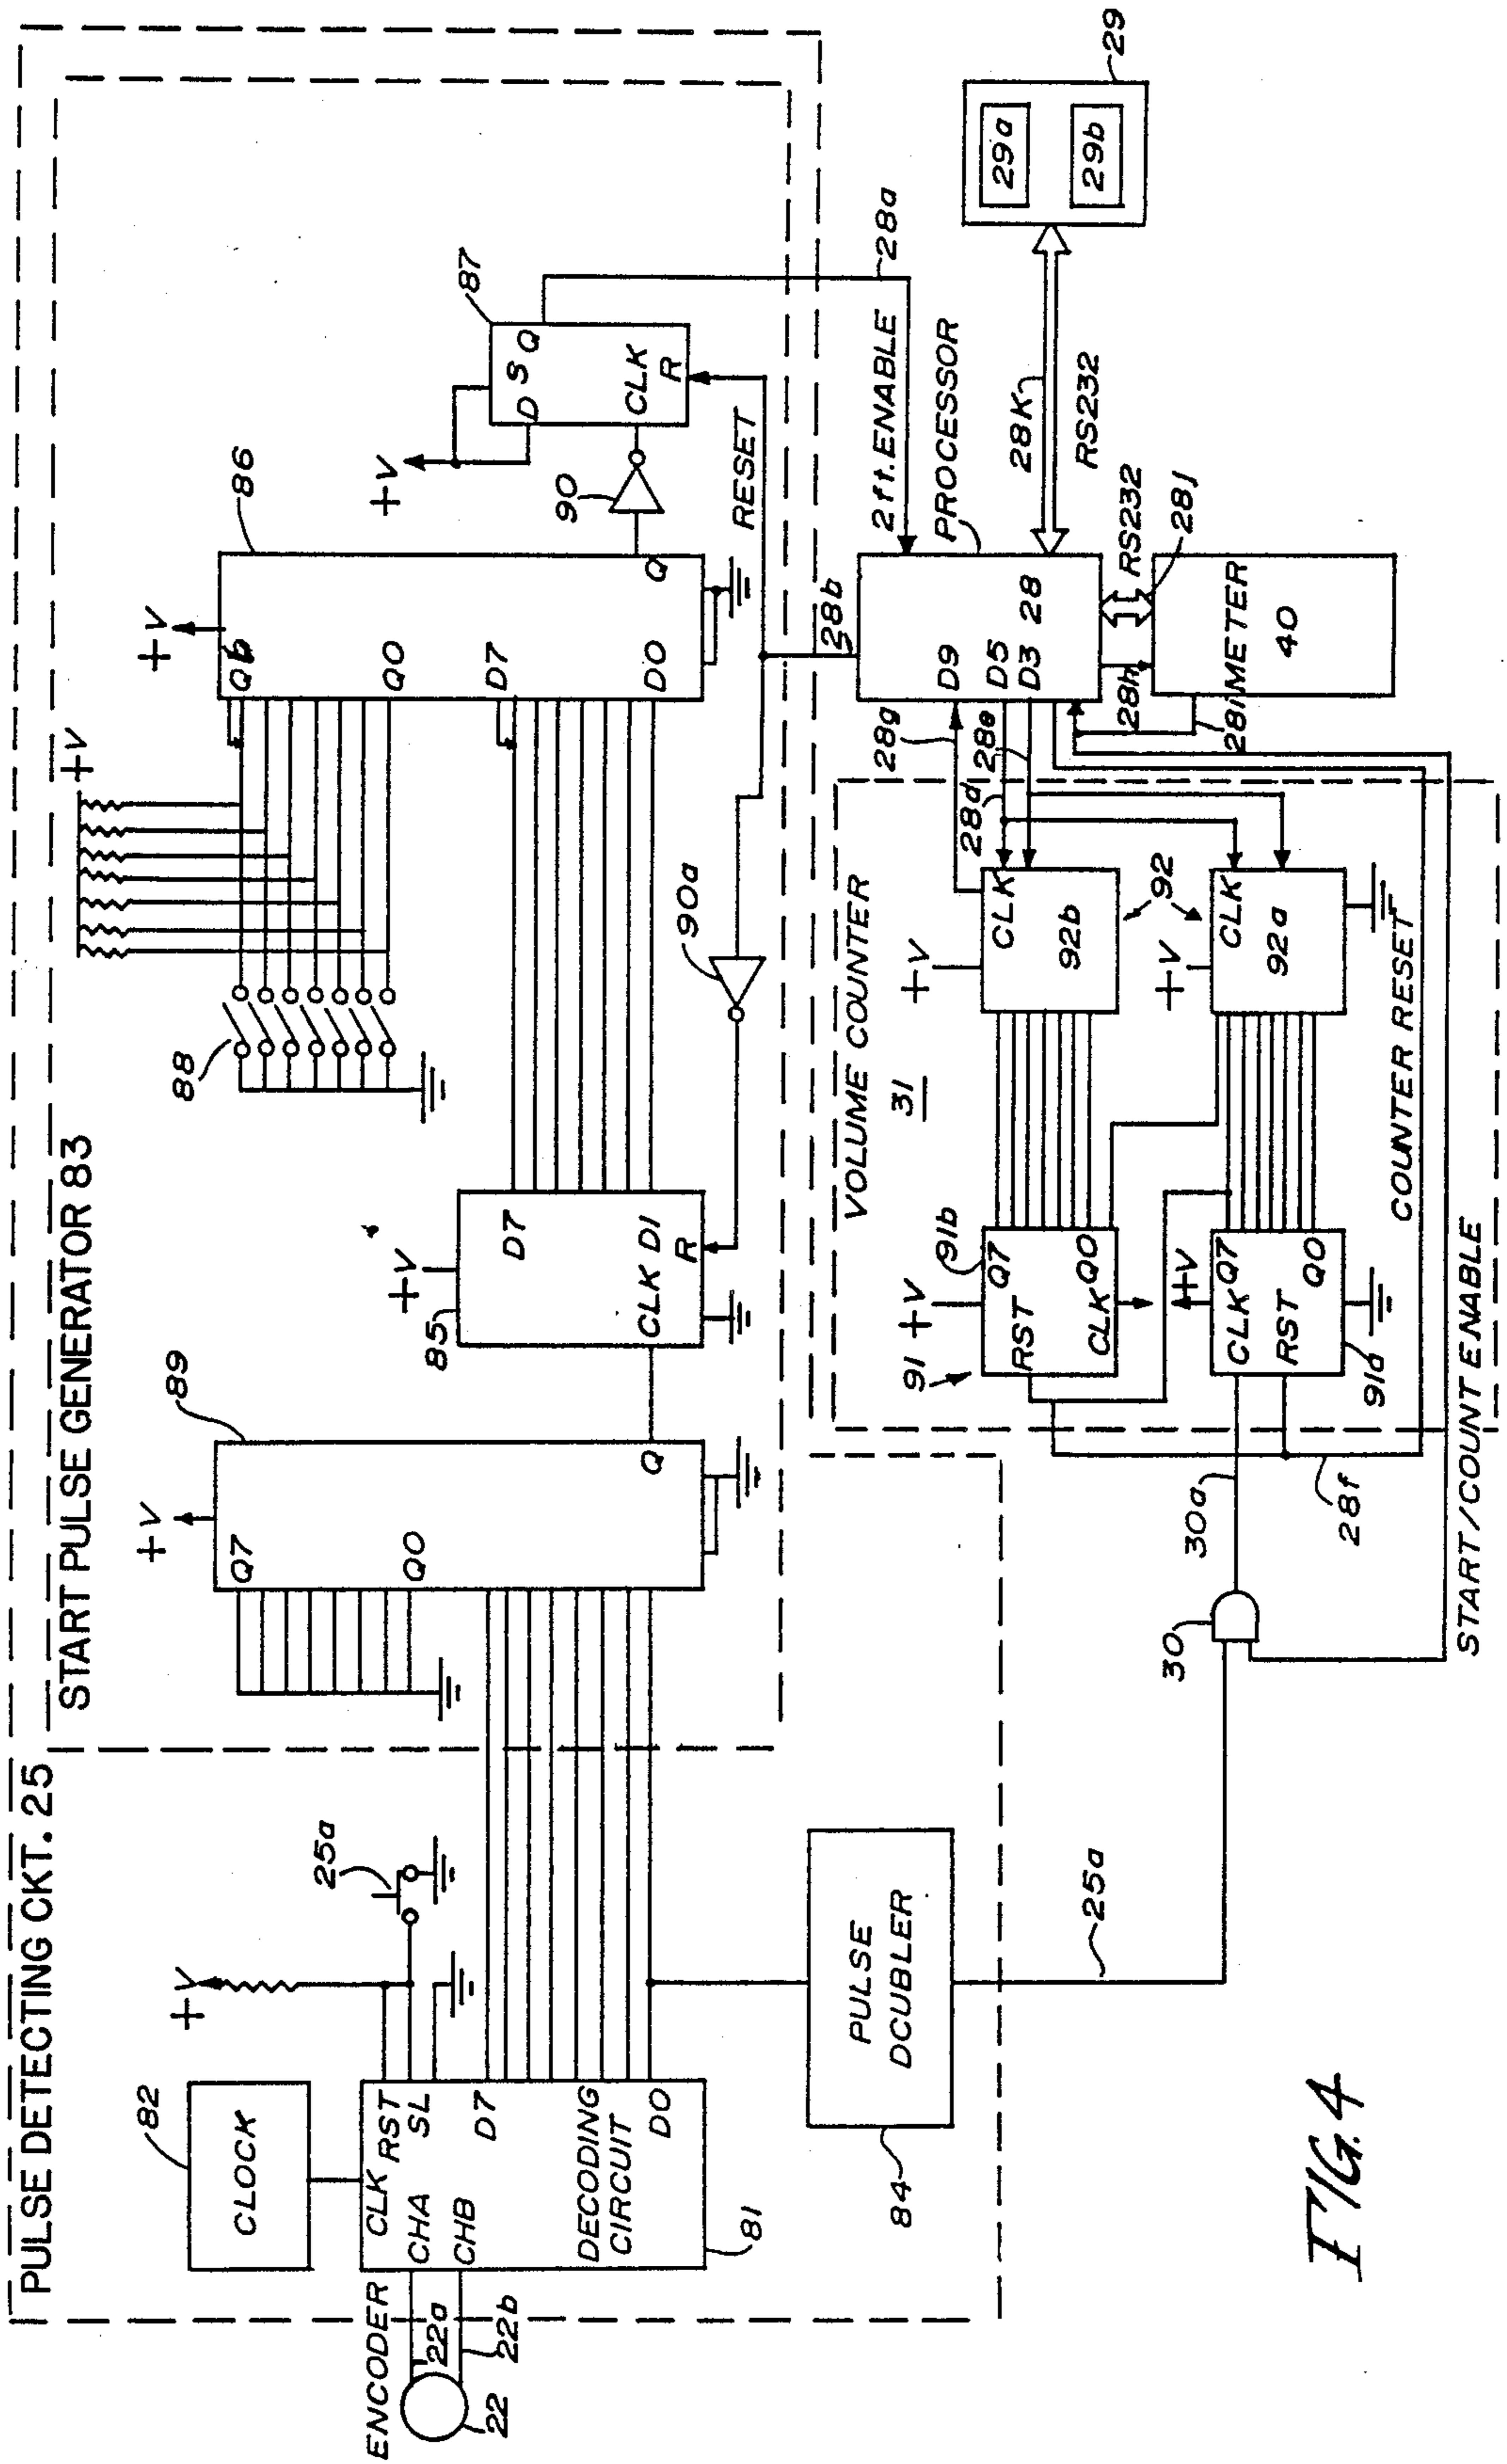 PULSE DETECTING CKT. 25
START PULSE GENERATOR 83
82
CLOCK
+V
25a
ENCODER
22a
22b
22
CLK
RST
SL
CHA
CHB
D7
DECODING
CIRCUIT
D0
81
PULSE
DCUBLER
84
25a
89
+V
Q7
Q0
Q
85
+V
D7
CLK D1
R
88
+V
+V
86
Qb
Q0
D7
D0
Q
90
+V
87
D S
Q
CLK
R
RESET
90a
28a
2ft. ENABLE
28b
PROCESSOR
D9
D5
D3
28
28g
28d
28e
28K
RS232
29
29a
29b
RS232
28j
28h
28i
METER
40
VOLUME COUNTER
31
91
+V
91b
Q7
RST
Q0
CLK
+V
CLK
92b
92
+V
CLK
92a
+V
CLK Q7
RST
Q0
91a
COUNTER RESET
START/COUNT ENABLE
30
30a
28f
FIG. 4